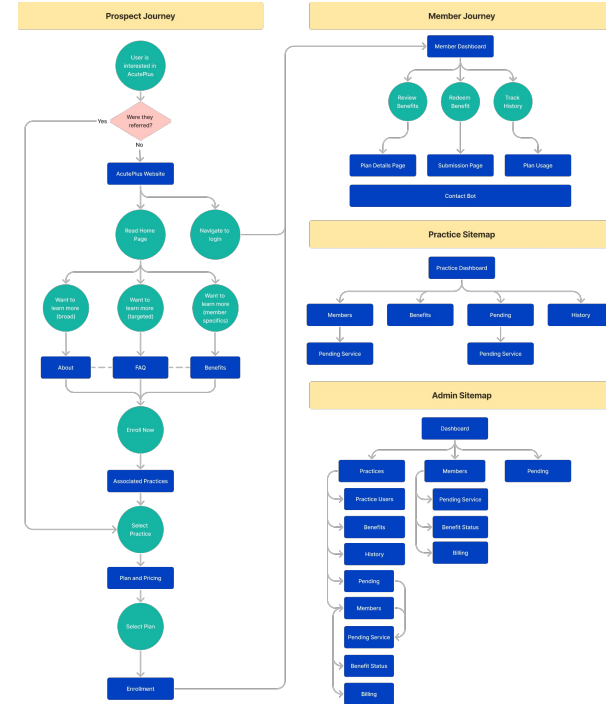 Prospect Journey
User is
interested in
AcutePlus
Were they
referred?
Yes
No
AcutePlus Website
Read Home
Page
Navigate to
login
Want to
learn more
(broad)
Want to
learn more
(targeted)
Want to
learn more
(member
specifics)
About
FAQ
Benefits
Enroll Now
Associated Practices
Select
Practice
Plan and Pricing
Select Plan
Enrollment
Member Journey
Member Dashboard
Review
Benefits
Redeem
Benefit
Track
History
Plan Details Page
Submission Page
Plan Usage
Contact Bot
Practice Sitemap
Practice Dashboard
Members
Benefits
Pending
History
Pending Service
Pending Service
Admin Sitemap
Dashboard
Practices
Members
Pending
Practice Users
Benefits
History
Pending
Members
Pending Service
Benefit Status
Billing
Pending Service
Benefit Status
Billing